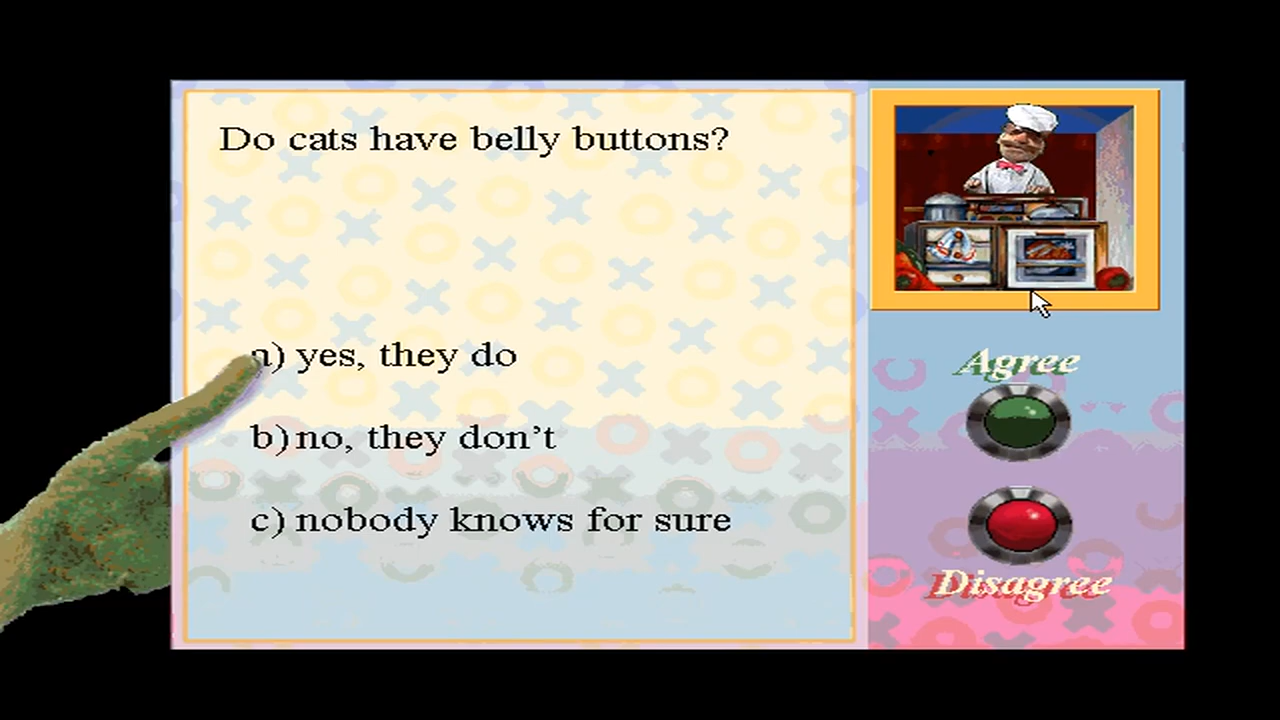 Do cats have belly buttons?
a) yes, they do
b) no, they don't
c) nobody knows for sure
Agree
Disagree